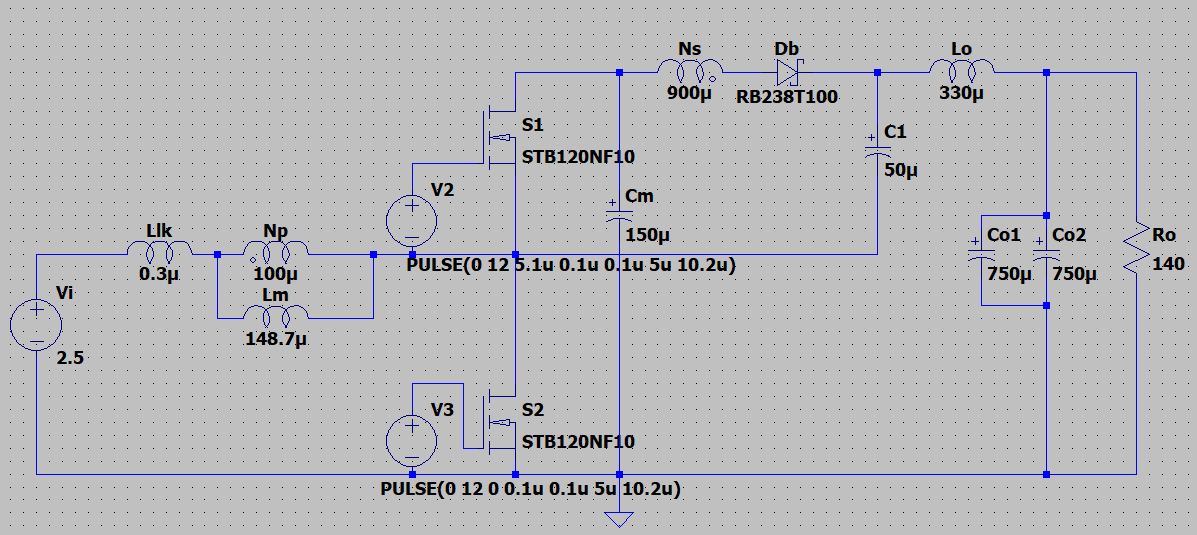 Ns
Db
Lo
900µ
RB238T100
330µ
S1
STB120NF10
C1
50µ
V2
Cm
150µ
Llk
Np
0.3µ
100µ
PULSE(0 12 5.1u 0.1u 0.1u 5u 10.2u)
Co1
Co2
Ro
750µ
750µ
140
Vi
2.5
Lm
148.7µ
V3
S2
STB120NF10
PULSE(0 12 0 0.1u 0.1u 5u 10.2u)